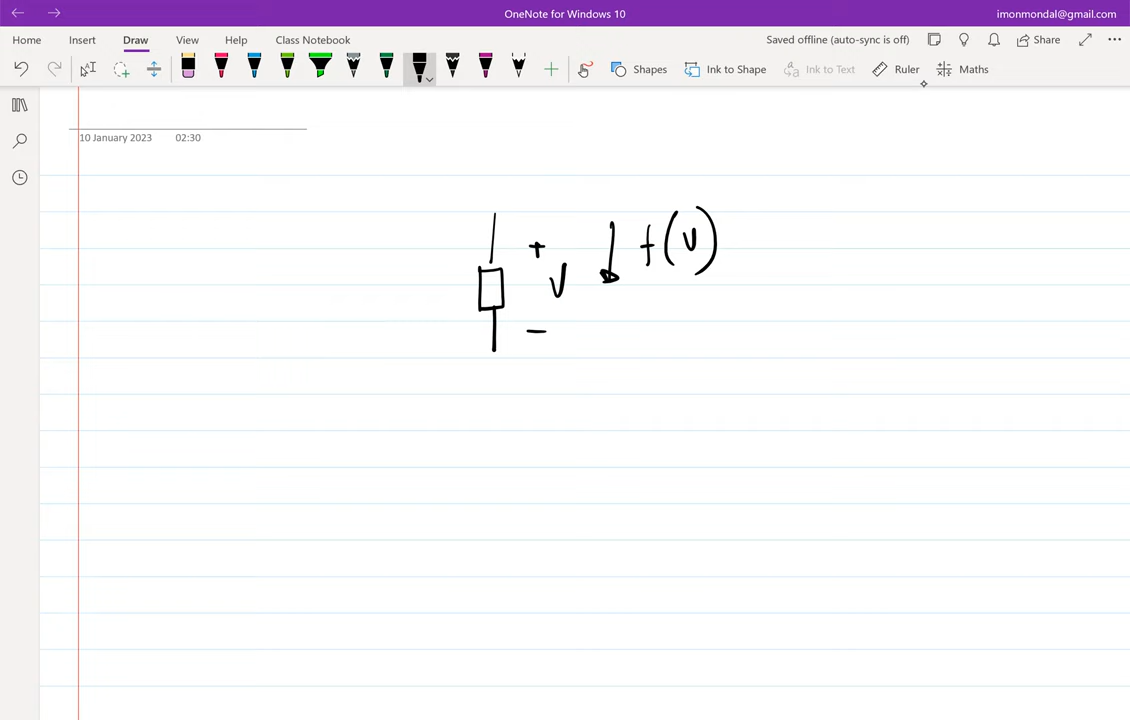 OneNote for Windows 10
imonmondal@gmail.com
Home Insert Draw View Help Class Notebook
Saved offline (auto-sync is off)
Share
Shapes
Ink to Shape
Ink to Text
Ruler
Maths
10 January 2023 02:30
+ f(v)
v
−